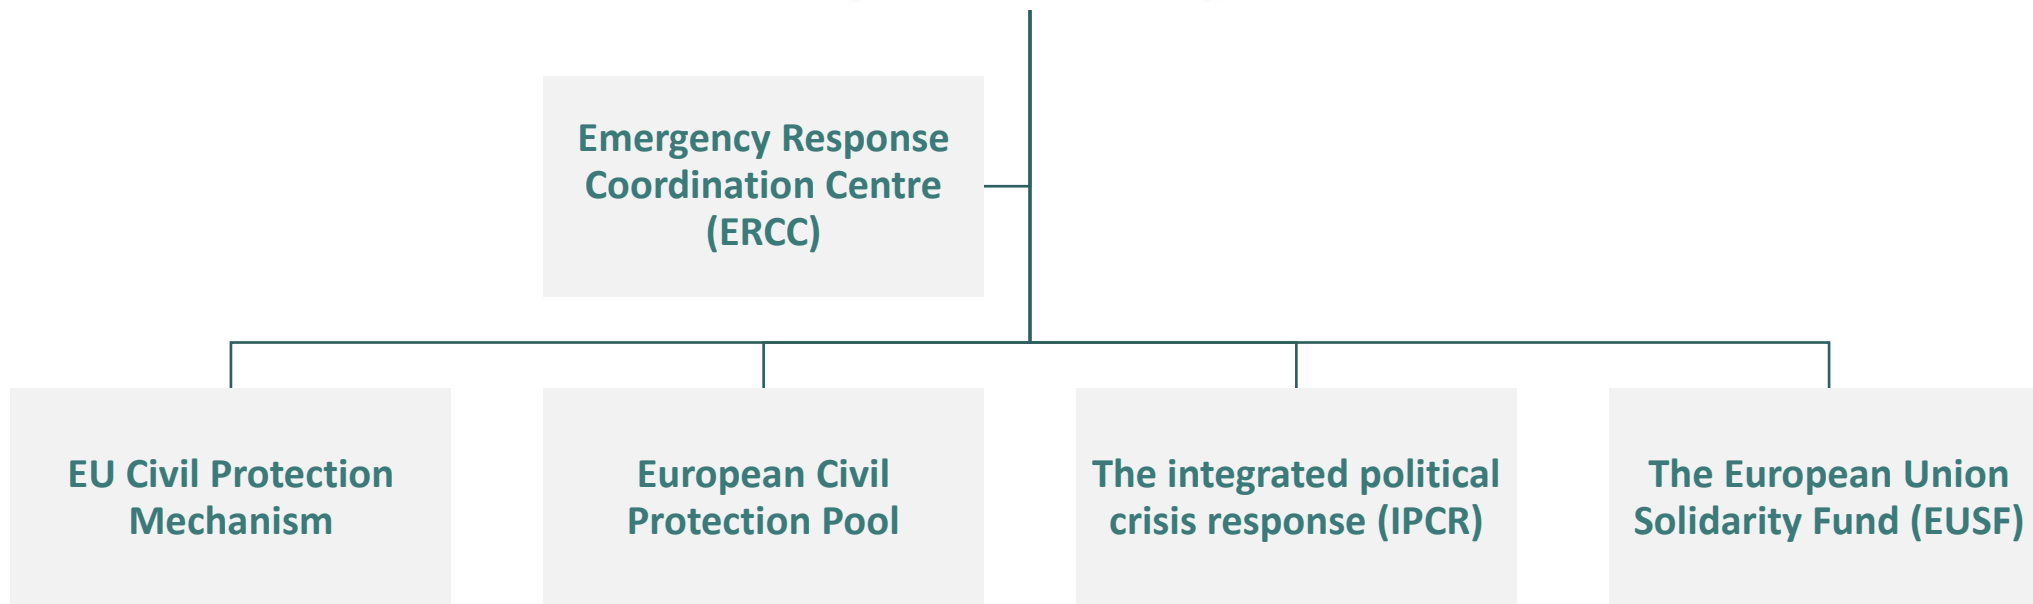 Emergency Response
Coordination Centre
(ERCC)
EU Civil Protection
Mechanism
European Civil
Protection Pool
The integrated political
crisis response (IPCR)
The European Union
Solidarity Fund (EUSF)